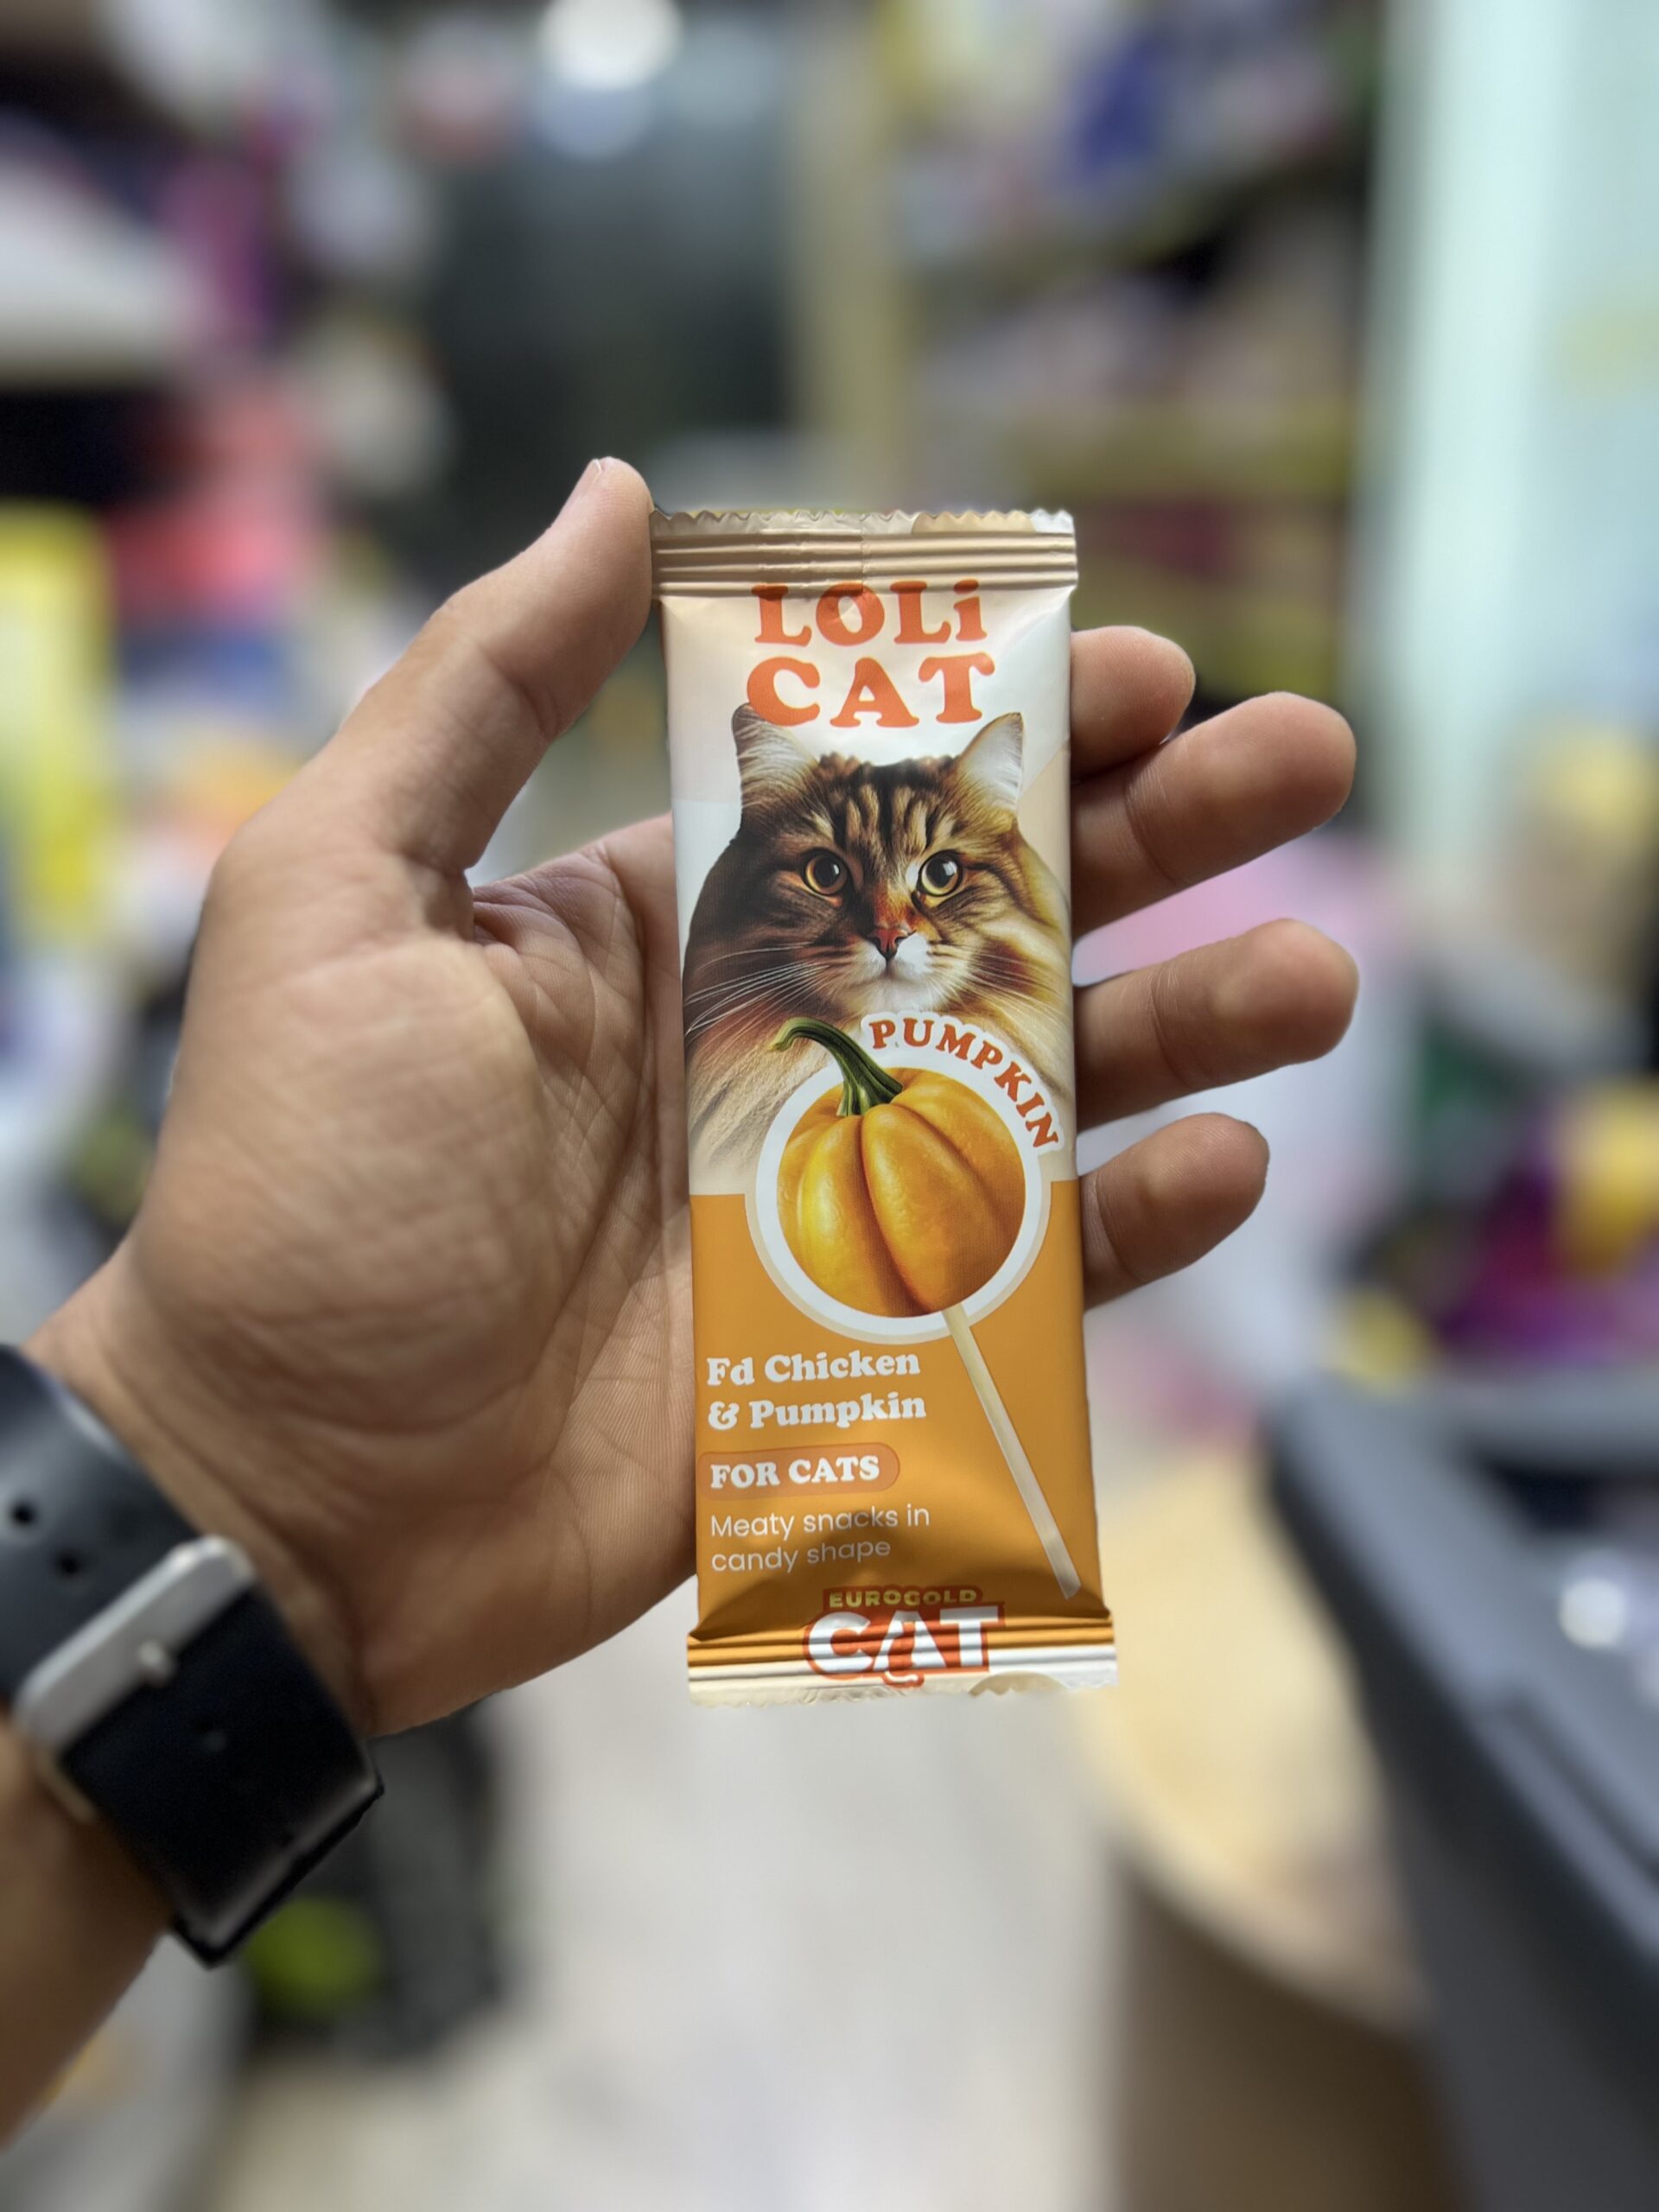 LOLi
CAT
PUMPKIN
Fd Chicken
& Pumpkin
FOR CATS
Meaty snacks in
candy shape
EUROGOLD
CAT